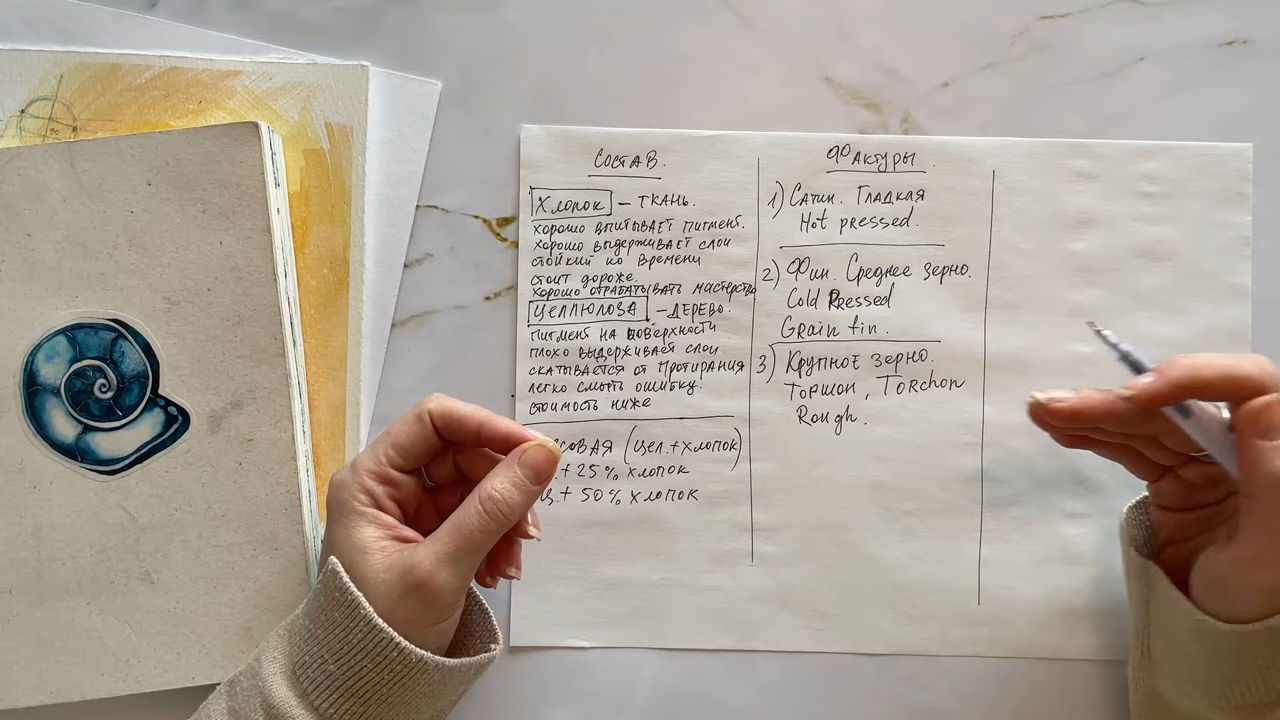 СОСТАВ.
ХЛОПОК – ТКАНЬ.
ХОРОШО ВПИТЫВАЕТ ПИГМЕНТ.
ХОРОШО ВЫДЕРЖИВАЕТ СЛОИ
СТОЙКИЙ КО ВРЕМЕНИ
СТОИТ ДОРОЖЕ.
ХОРОШО ОТРАБАТЫВАТЬ МАСТЕРСТВО
ЦЕЛЛЮЛОЗА – ДЕРЕВО.
ПИГМЕНТ НА ПОВЕРХНОСТИ
ПЛОХО ВЫДЕРЖИВАЕТ СЛОИ
СКАТЫВАЕТСЯ ОТ ПРОТИРАНИЯ
ЛЕГКО СМЫТЬ ОШИБКУ.
СТОИМОСТЬ НИЖЕ
(ЦЕЛ.+ХЛОПОК)
+ 25% ХЛОПОК
+ 50% ХЛОПОК
ФАКТУРЫ.
1) САТИН. ГЛАДКАЯ
Hot pressed.
2) ФИН. СРЕДНЕЕ ЗЕРНО.
Cold Pressed
GRAIN fin.
3) КРУПНОЕ ЗЕРНО.
ТОРШОН, TORchon
Rough.
90